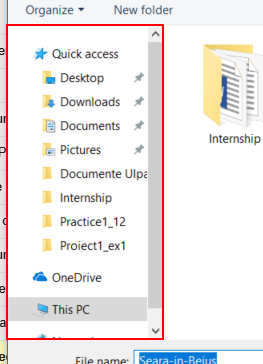 Organize New folder
Quick access
Desktop
Downloads
Documents
Pictures
Documente Ulpa
Internship
Practice1_12
Proiect1_ex1
OneDrive
This PC
Internship
File name: Seara-in-Beius